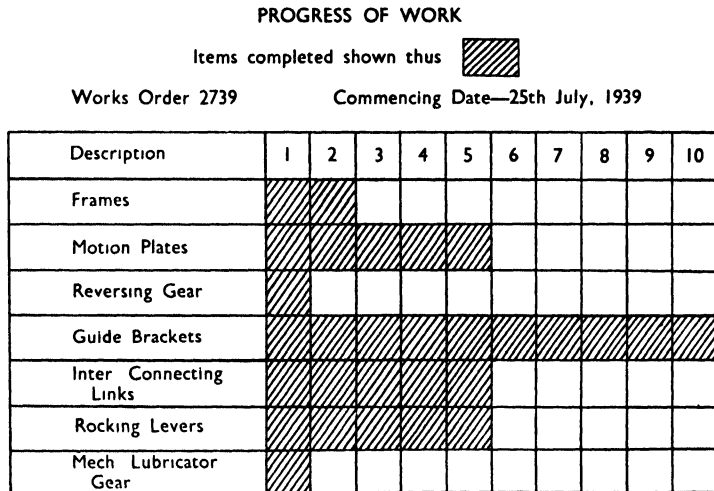 PROGRESS OF WORK
Items completed shown thus
Works Order 2739 Commencing Date—25th July, 1939
Description 1 2 3 4 5 6 7 8 9 10
Frames
Motion Plates
Reversing Gear
Guide Brackets
Inter Connecting
Links
Rocking Levers
Mech Lubricator
Gear